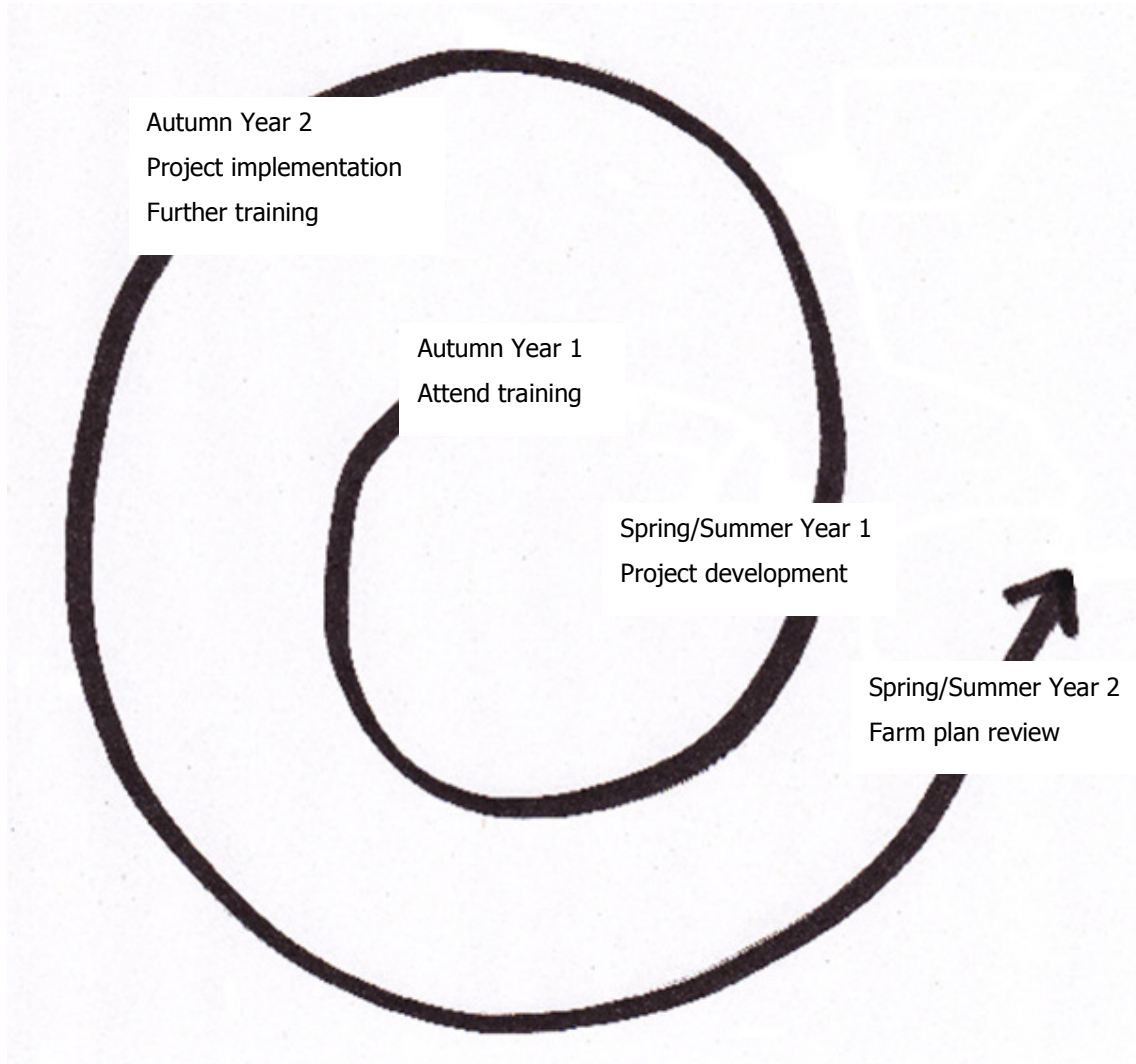 Autumn Year 2
Project implementation
Further training
Autumn Year 1
Attend training
Spring/Summer Year 1
Project development
Spring/Summer Year 2
Farm plan review